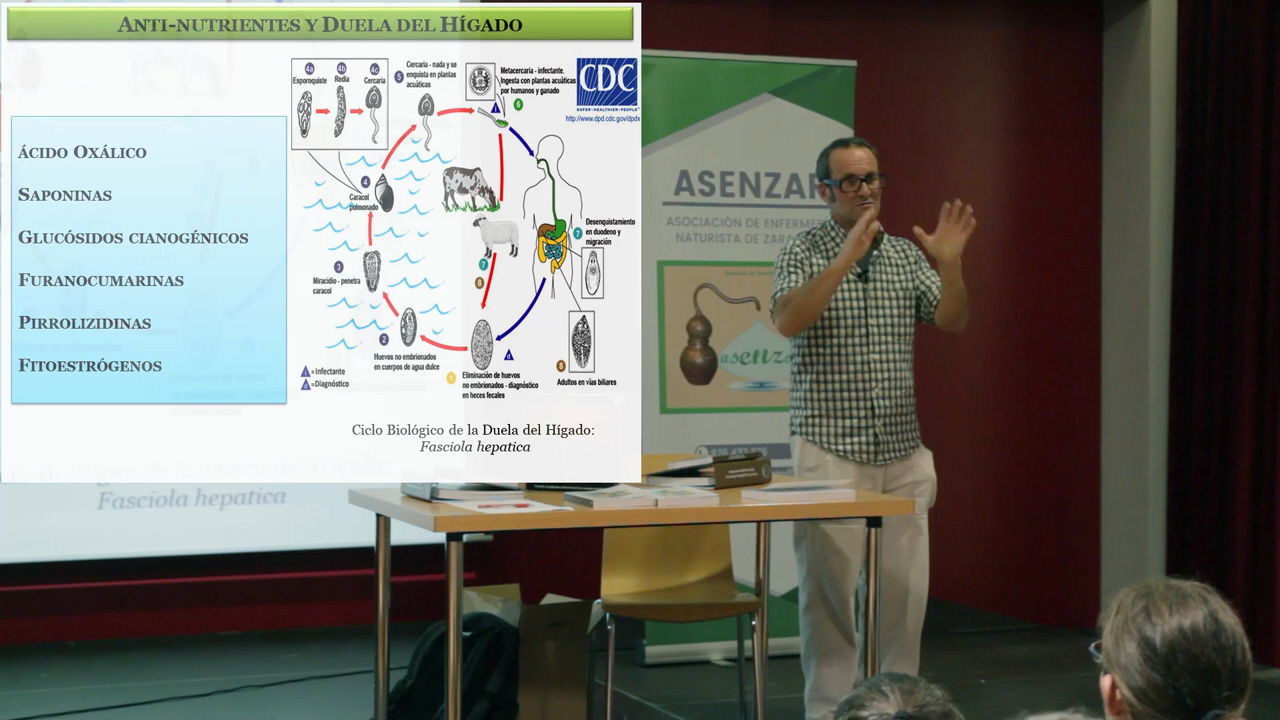 ANTI-NUTRIENTES Y DUELA DEL HÍGADO
ÁCIDO OXÁLICO
SAPONINAS
GLUCÓSIDOS CIANOGÉNICOS
FURANOCUMARINAS
PIRROLIZIDINAS
FITOESTRÓGENOS
4a
4b
4c
Esporoquiste
Redia
Cercaria
5
Cercaria - nada y se
enquista en plantas
acuáticas
Metacercaria - infectante.
Ingesta con plantas acuáticas
por humanos y ganado
6
CDC
SAFER·HEALTHIER·PEOPLE™
http://www.dpd.cdc.gov/dpdx
i
4
Caracol
pulmonado
3
Miracidio - penetra
caracol
2
Huevos no embrionados
en cuerpos de agua dulce
7
8
7
Desenquistamiento
en duodeno y
migración
i =Infectante
d =Diagnóstico
1
d
Eliminación de huevos
no embrionados - diagnóstico
en heces fecales
8
Adultos en vías biliares
Ciclo Biológico de la Duela del Hígado:
Fasciola hepatica
Fasciola hepatica
ASENZAR
ASOCIACIÓN DE ENFERME
NATURISTA DE ZARA
asenza